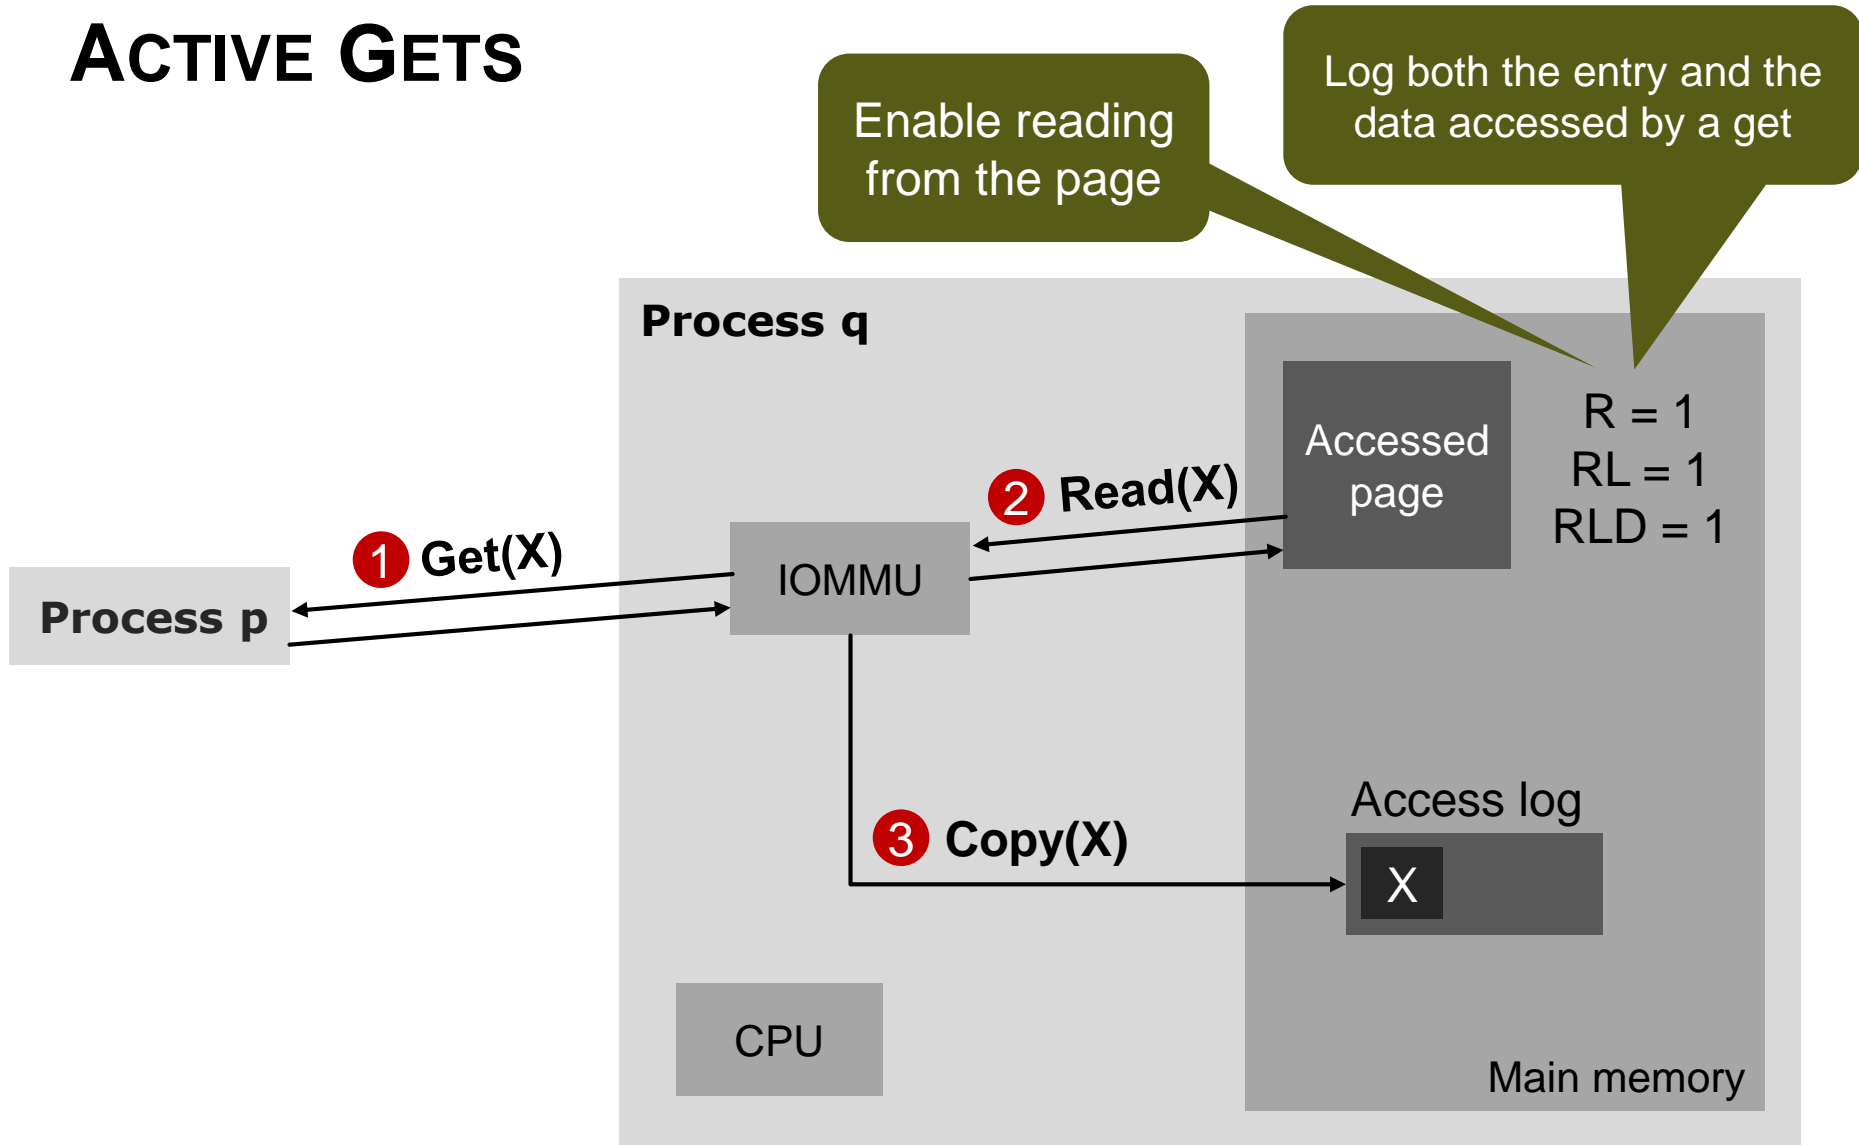 ACTIVE GETS
Enable reading
from the page
Log both the entry and the
data accessed by a get
Process q
Accessed
page
R = 1
RL = 1
RLD = 1
2 Read(X)
1 Get(X)
IOMMU
Process p
Access log
3 Copy(X)
X
CPU
Main memory